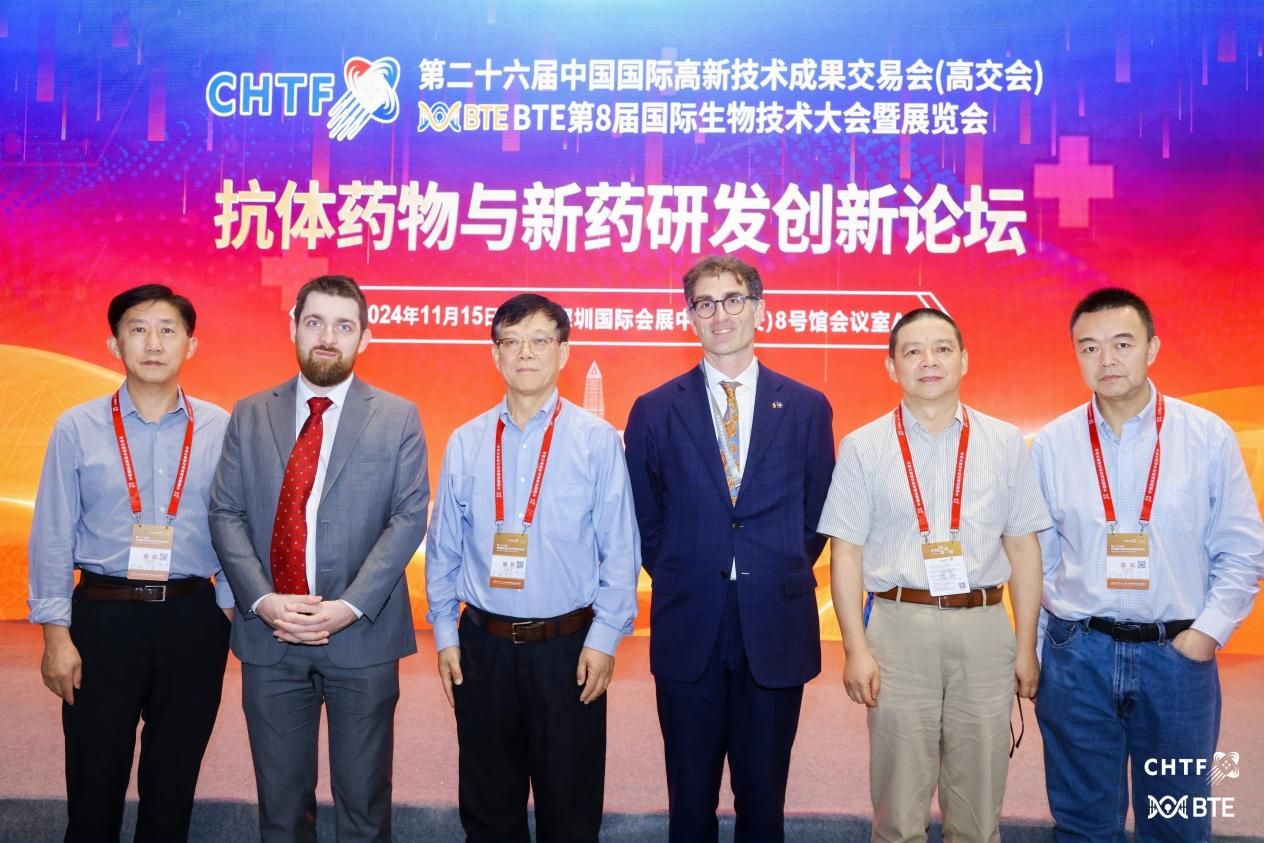 CHTF 第二十六届中国国际高新技术成果交易会(高交会)
BTE BTE第8届国际生物技术大会暨展览会
抗体药物与新药研发创新论坛
2024年11月15日 圳国际会展中 )8号馆会议室A
CHTF
BTE